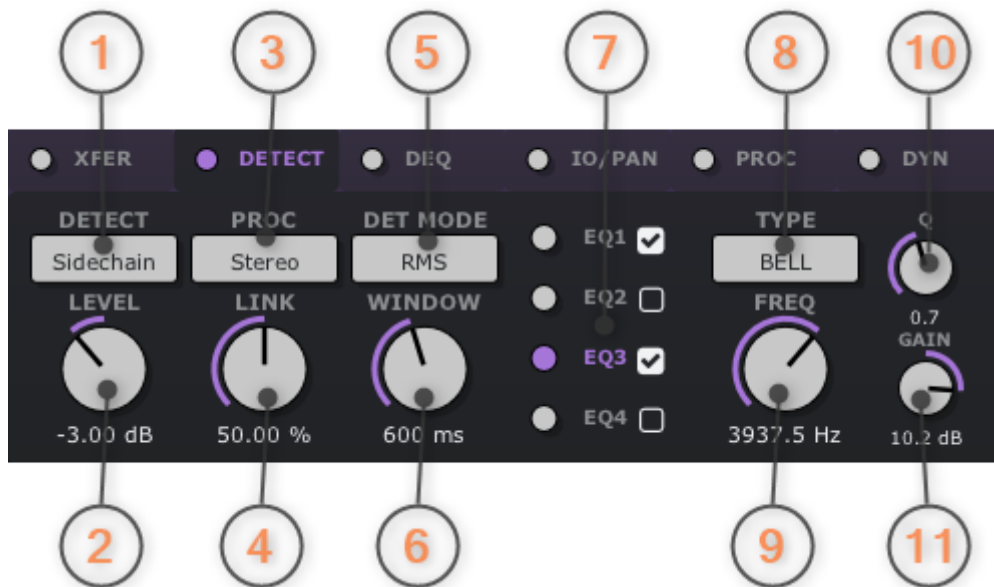 1 3 5 7 8 10
XFER DETECT DEQ IO/PAN PROC DYN
DETECT PROC DET MODE EQ1 TYPE Q
Sidechain Stereo RMS BELL
LEVEL LINK WINDOW EQ2 FREQ 0.7
GAIN
EQ3
-3.00 dB 50.00 % 600 ms EQ4 3937.5 Hz 10.2 dB
2 4 6 9 11